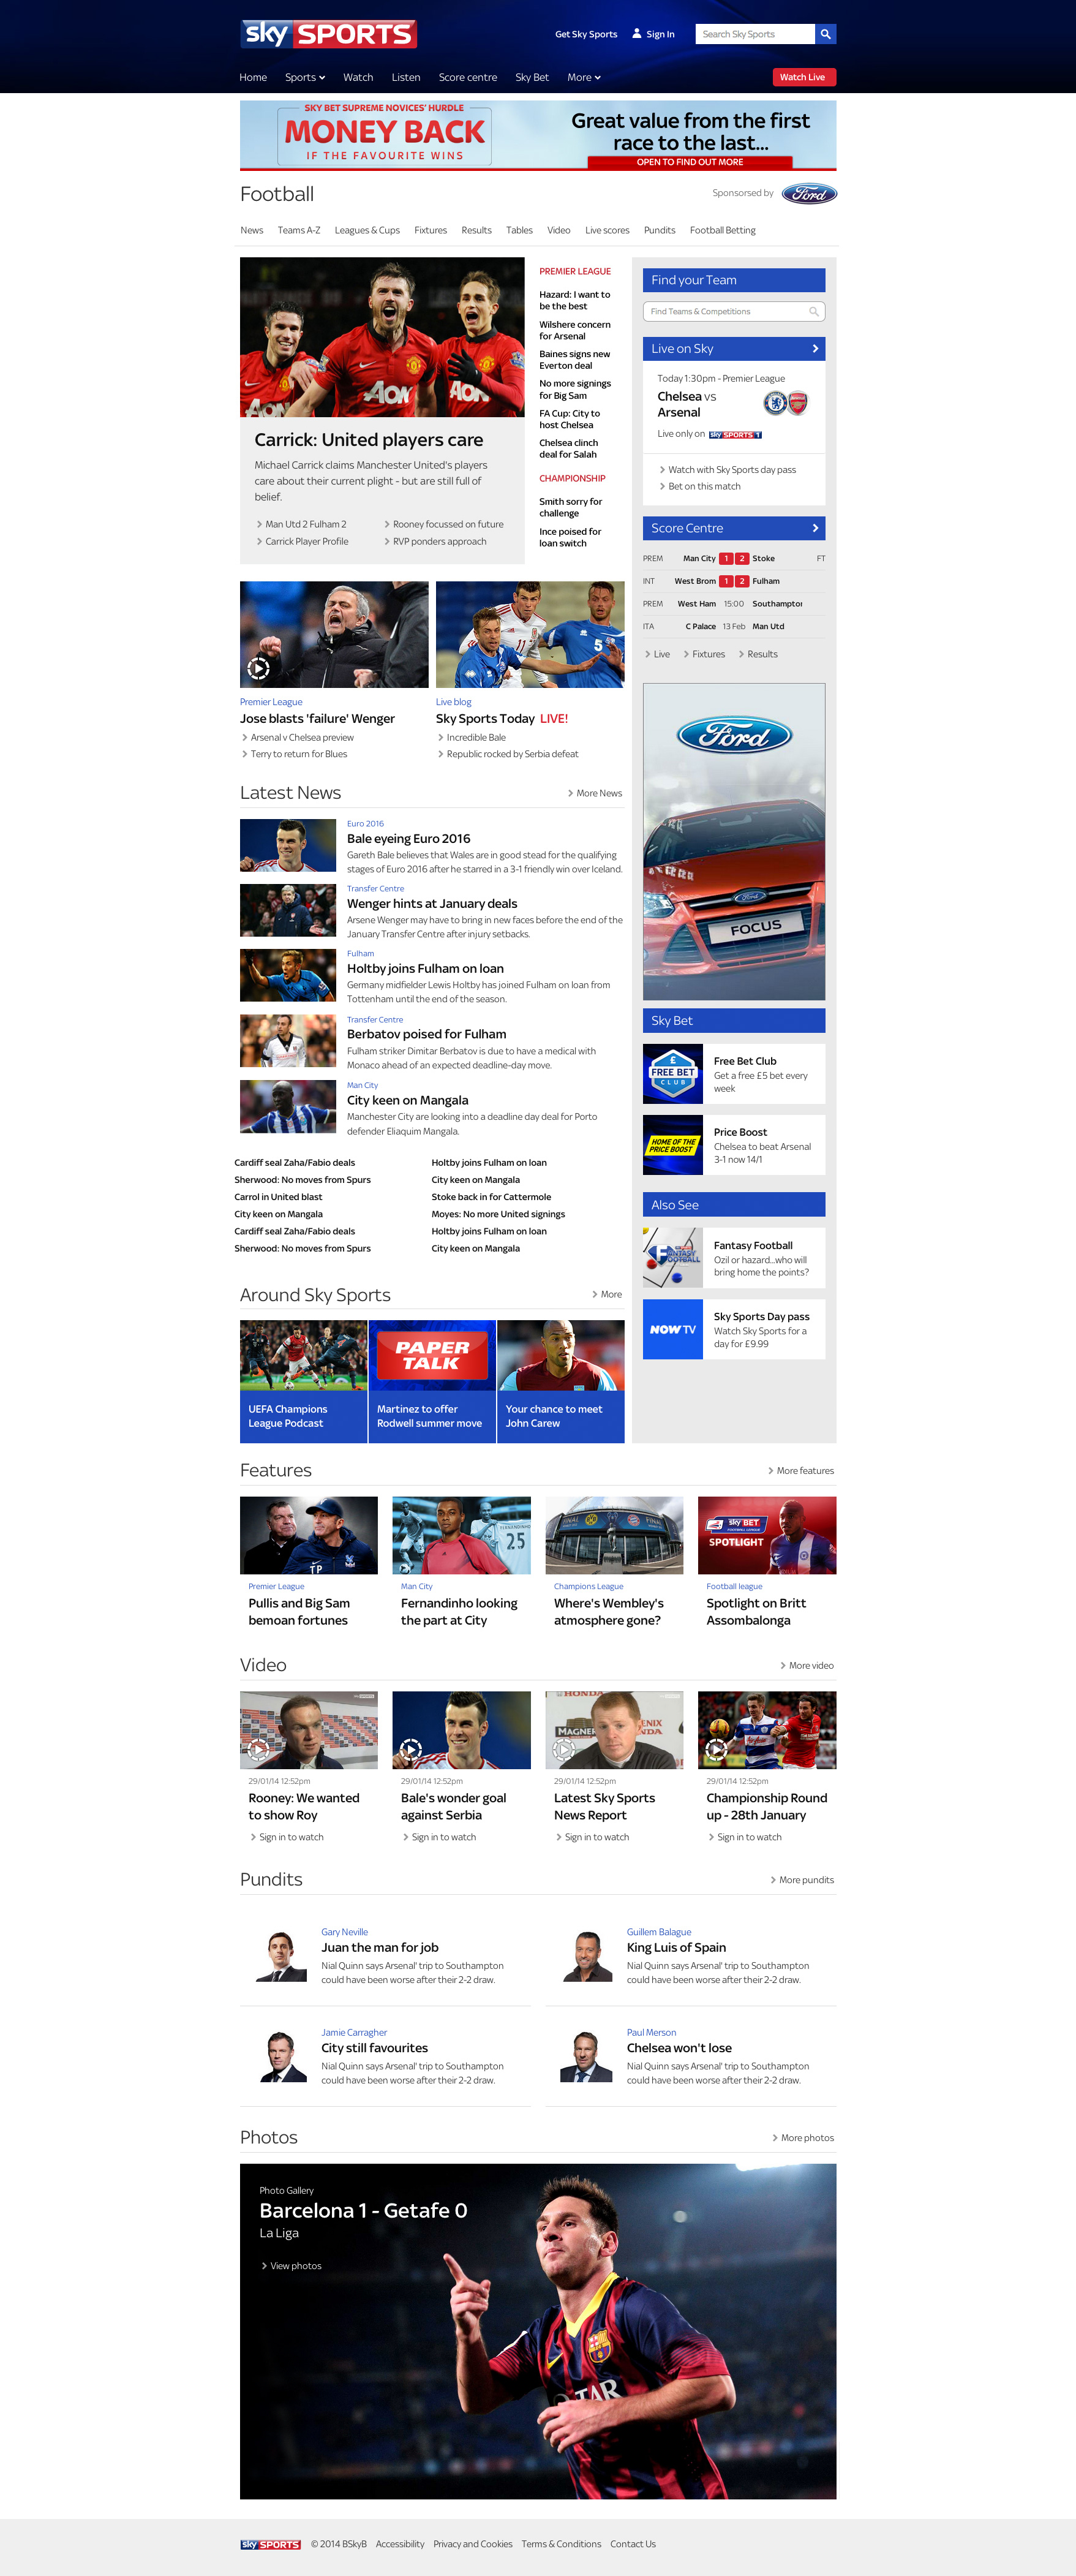 sky SPORTS
Get Sky Sports
Sign In
Search Sky Sports
Home
Sports
Watch
Listen
Score centre
Sky Bet
More
Watch Live
SKY BET SUPREME NOVICES' HURDLE
MONEY BACK
IF THE FAVOURITE WINS
Great value from the first
race to the last...
OPEN TO FIND OUT MORE
Football
Sponsorsed by
Ford
News
Teams A-Z
Leagues & Cups
Fixtures
Results
Tables
Video
Live scores
Pundits
Football Betting
Carrick: United players care
Michael Carrick claims Manchester United's players
care about their current plight - but are still full of
belief.
Man Utd 2 Fulham 2
Rooney focussed on future
Carrick Player Profile
RVP ponders approach
PREMIER LEAGUE
Hazard: I want to
be the best
Wilshere concern
for Arsenal
Baines signs new
Everton deal
No more signings
for Big Sam
FA Cup: City to
host Chelsea
Chelsea clinch
deal for Salah
CHAMPIONSHIP
Smith sorry for
challenge
Ince poised for
loan switch
Find your Team
Find Teams & Competitions
Live on Sky
Today 1:30pm - Premier League
Chelsea vs
Arsenal
Live only on sky SPORTS 1
Watch with Sky Sports day pass
Bet on this match
Score Centre
PREM Man City 1 2 Stoke FT
INT West Brom 1 2 Fulham
PREM West Ham 15:00 Southampton
ITA C Palace 13 Feb Man Utd
Live
Fixtures
Results
11
5
Premier League
Jose blasts 'failure' Wenger
Arsenal v Chelsea preview
Terry to return for Blues
Live blog
Sky Sports Today LIVE!
Incredible Bale
Republic rocked by Serbia defeat
Ford
Ford
FOCUS
Latest News
More News
Euro 2016
Bale eyeing Euro 2016
Gareth Bale believes that Wales are in good stead for the qualifying
stages of Euro 2016 after he starred in a 3-1 friendly win over Iceland.
Transfer Centre
Wenger hints at January deals
Arsene Wenger may have to bring in new faces before the end of the
January Transfer Centre after injury setbacks.
Fulham
Holtby joins Fulham on loan
Germany midfielder Lewis Holtby has joined Fulham on loan from
Tottenham until the end of the season.
Transfer Centre
Berbatov poised for Fulham
Fulham striker Dimitar Berbatov is due to have a medical with
Monaco ahead of an expected deadline-day move.
Man City
City keen on Mangala
Manchester City are looking into a deadline day deal for Porto
defender Eliaquim Mangala.
Cardiff seal Zaha/Fabio deals
Sherwood: No moves from Spurs
Carrol in United blast
City keen on Mangala
Cardiff seal Zaha/Fabio deals
Sherwood: No moves from Spurs
Holtby joins Fulham on loan
City keen on Mangala
Stoke back in for Cattermole
Moyes: No more United signings
Holtby joins Fulham on loan
City keen on Mangala
Sky Bet
£
FREE BET
CLUB
Free Bet Club
Get a free £5 bet every
week
HOME OF THE
PRICE BOOST
Price Boost
Chelsea to beat Arsenal
3-1 now 14/1
Also See
FANTASY
FOOTBALL
Fantasy Football
Ozil or hazard...who will
bring home the points?
NOW TV
Sky Sports Day pass
Watch Sky Sports for a
day for £9.99
Around Sky Sports
More
UEFA Champions
League Podcast
PAPER
TALK
Martinez to offer
Rodwell summer move
Your chance to meet
John Carew
Features
More features
TP
Premier League
Pullis and Big Sam
bemoan fortunes
FERNANDINHO
25
Man City
Fernandinho looking
the part at City
Champions League
Where's Wembley's
atmosphere gone?
sky BET
SPOTLIGHT
Football league
Spotlight on Britt
Assombalonga
Video
More video
29/01/14 12:52pm
Rooney: We wanted
to show Roy
Sign in to watch
29/01/14 12:52pm
Bale's wonder goal
against Serbia
Sign in to watch
HONDA
MAGNERS
HONDA
29/01/14 12:52pm
Latest Sky Sports
News Report
Sign in to watch
29/01/14 12:52pm
Championship Round
up - 28th January
Sign in to watch
Pundits
More pundits
Gary Neville
Juan the man for job
Nial Quinn says Arsenal' trip to Southampton
could have been worse after their 2-2 draw.
Guillem Balague
King Luis of Spain
Nial Quinn says Arsenal' trip to Southampton
could have been worse after their 2-2 draw.
Jamie Carragher
City still favourites
Nial Quinn says Arsenal' trip to Southampton
could have been worse after their 2-2 draw.
Paul Merson
Chelsea won't lose
Nial Quinn says Arsenal' trip to Southampton
could have been worse after their 2-2 draw.
Photos
More photos
Photo Gallery
Barcelona 1 - Getafe 0
La Liga
View photos
sky SPORTS
© 2014 BSkyB
Accessibility
Privacy and Cookies
Terms & Conditions
Contact Us